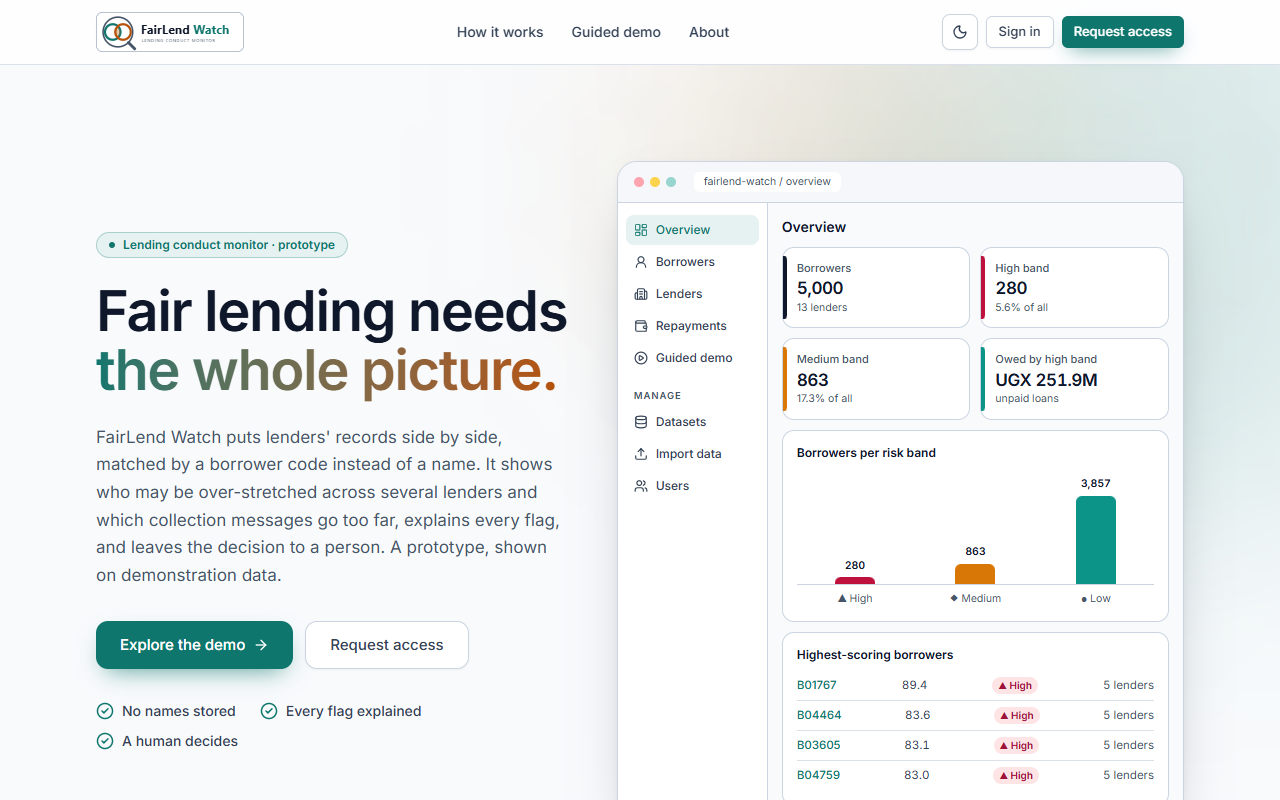 FairLend Watch
LENDING CONDUCT MONITOR
How it works
Guided demo
About
Sign in
Request access
Lending conduct monitor · prototype
Fair lending needs
the whole picture.
FairLend Watch puts lenders' records side by side,
matched by a borrower code instead of a name. It shows
who may be over-stretched across several lenders and
which collection messages go too far, explains every flag,
and leaves the decision to a person. A prototype, shown
on demonstration data.
Explore the demo
Request access
No names stored
Every flag explained
A human decides
fairlend-watch / overview
Overview
Borrowers
Lenders
Repayments
Guided demo
MANAGE
Datasets
Import data
Users
Overview
Borrowers
5,000
13 lenders
High band
280
5.6% of all
Medium band
863
17.3% of all
Owed by high band
UGX 251.9M
unpaid loans
Borrowers per risk band
280
863
3,857
▲ High
◆ Medium
● Low
Highest-scoring borrowers
B01767 89.4 ▲ High 5 lenders
B04464 83.6 ▲ High 5 lenders
B03605 83.1 ▲ High 5 lenders
B04759 83.0 ▲ High 5 lenders